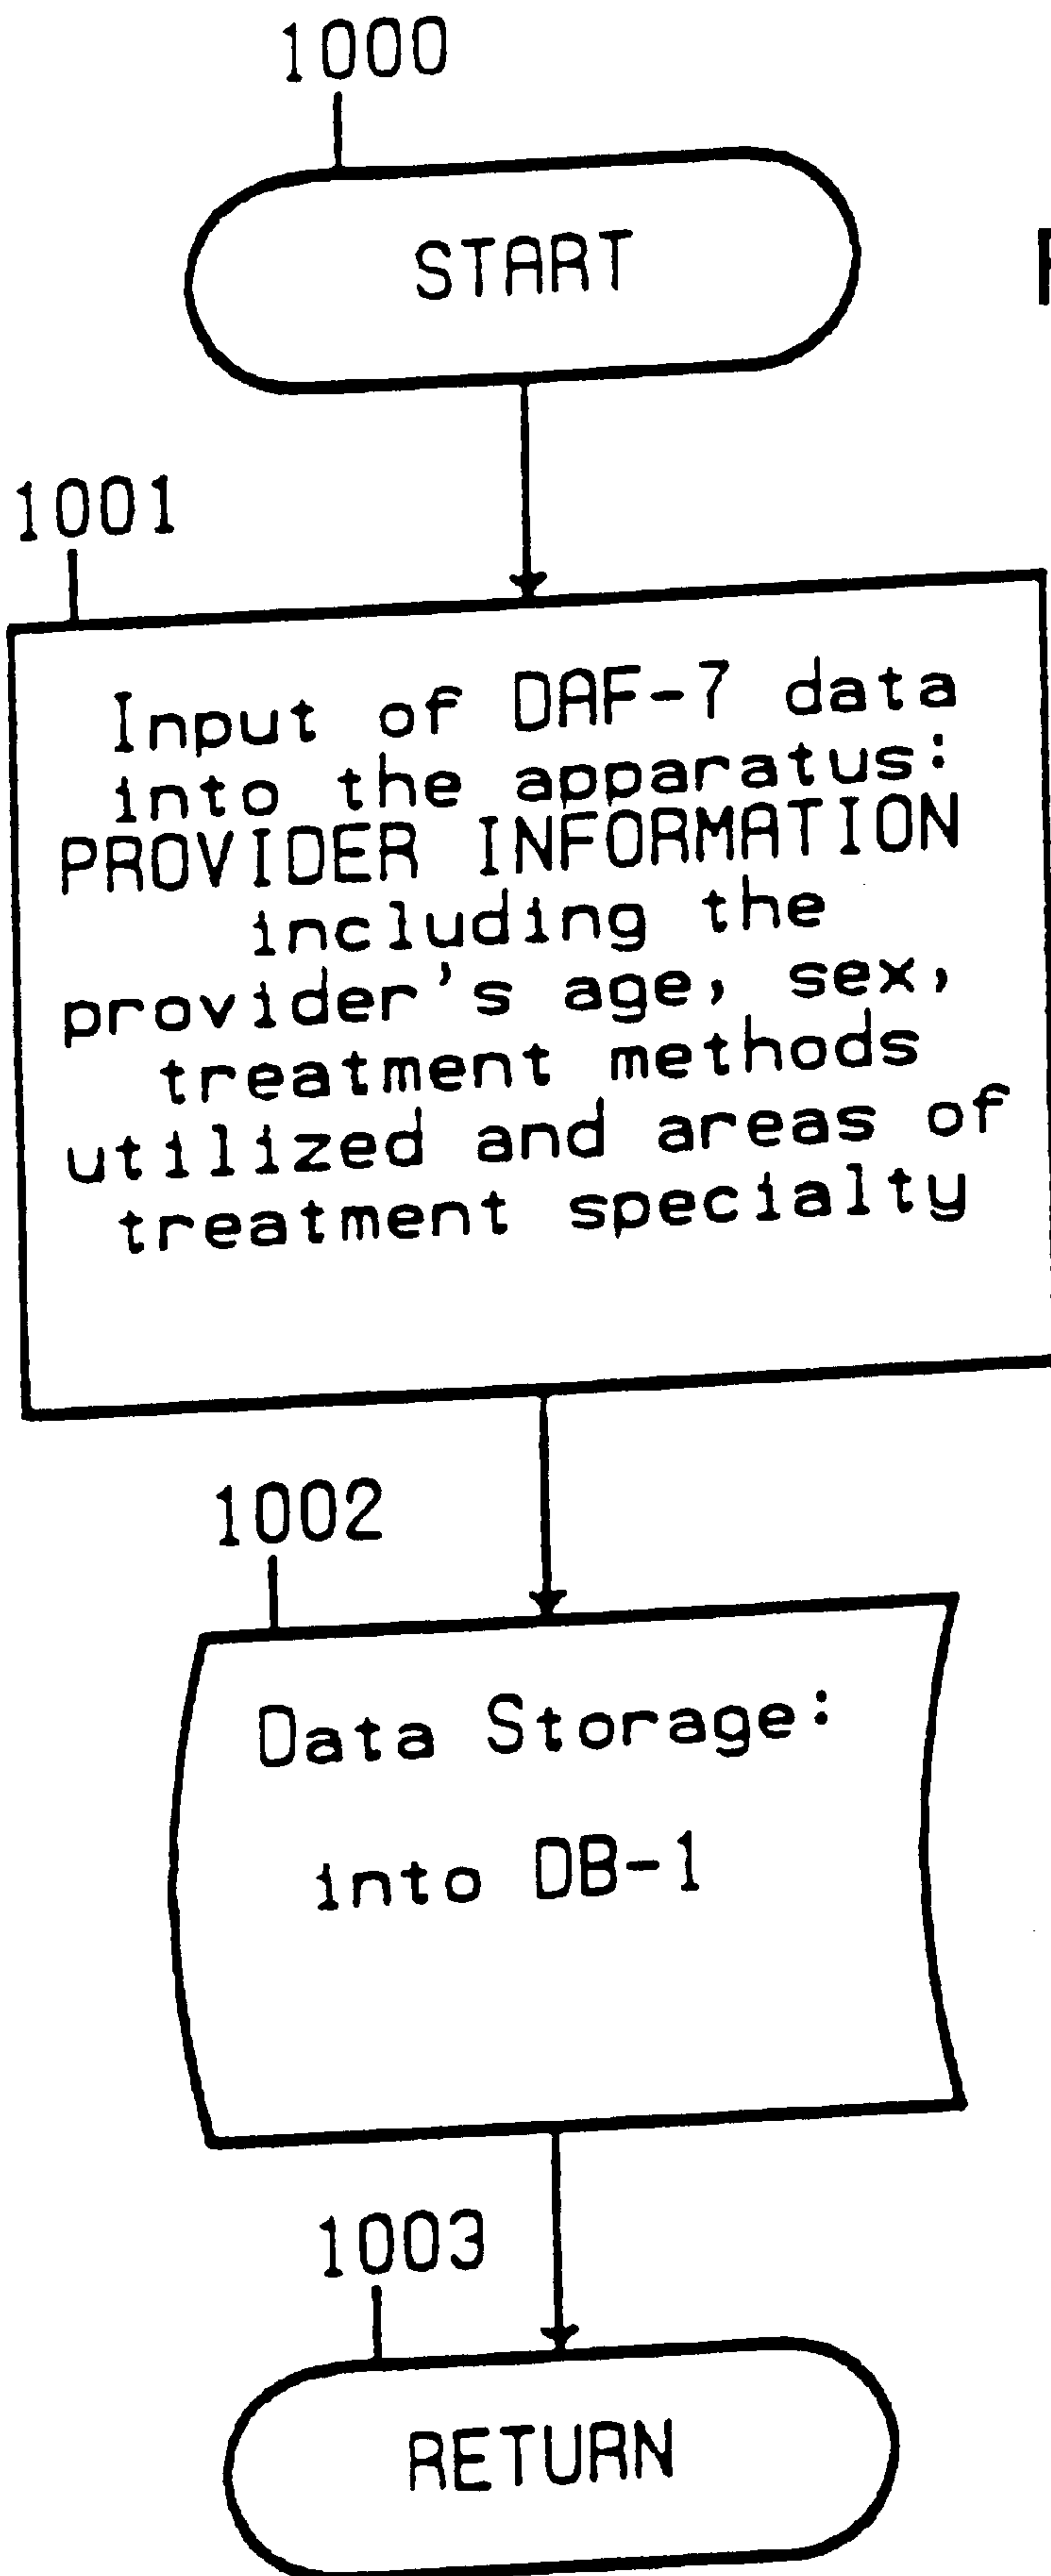 1000
START
1001
Input of DAF-7 data
into the apparatus:
PROVIDER INFORMATION
including the
provider's age, sex,
treatment methods
utilized and areas of
treatment specialty
1002
Data Storage:
into DB-1
1003
RETURN